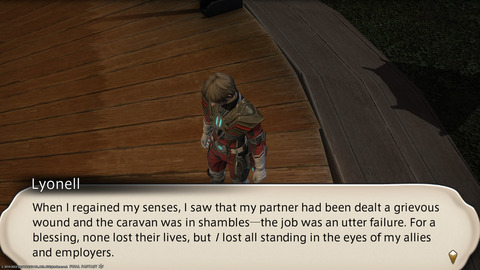 Lyonell
When I regained my senses, I saw that my partner had been dealt a grievous
wound and the caravan was in shambles—the job was an utter failure. For a
blessing, none lost their lives, but I lost all standing in the eyes of my allies
and employers.